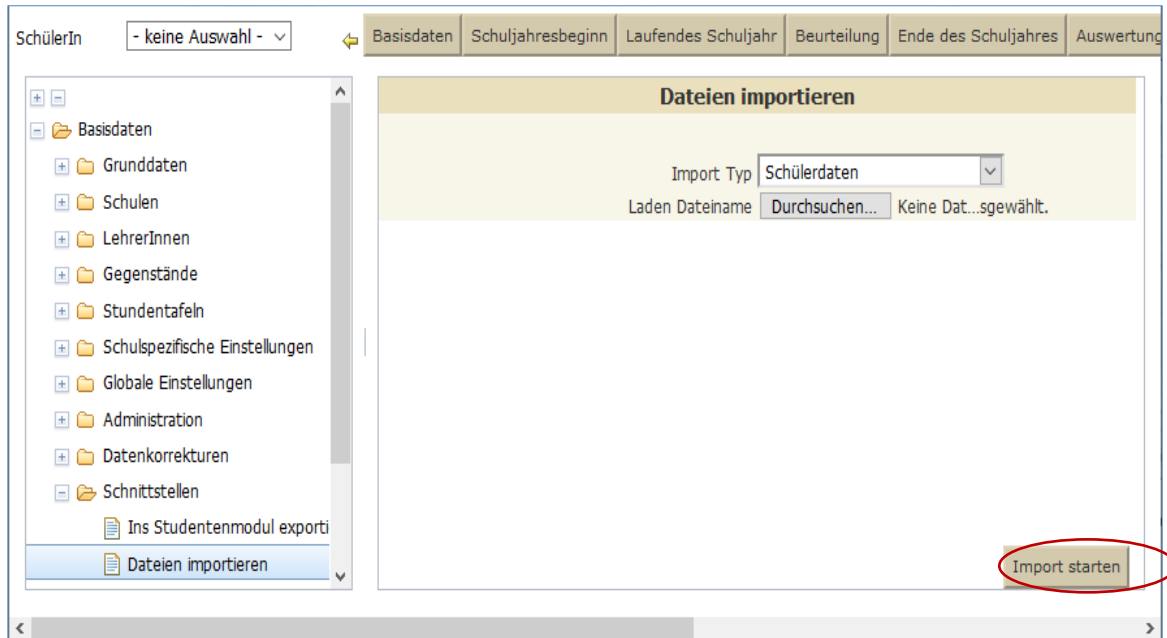 SchülerIn - keine Auswahl - Basisdaten Schuljahresbeginn Laufendes Schuljahr Beurteilung Ende des Schuljahres Auswertung
Basisdaten
Grunddaten
Schulen
LehrerInnen
Gegenstände
Stundentafeln
Schulspezifische Einstellungen
Globale Einstellungen
Administration
Datenkorrekturen
Schnittstellen
Ins Studentenmodul exporti
Dateien importieren
Dateien importieren
Import Typ Schülerdaten
Laden Dateiname Durchsuchen... Keine Dat...sgewählt.
Import starten